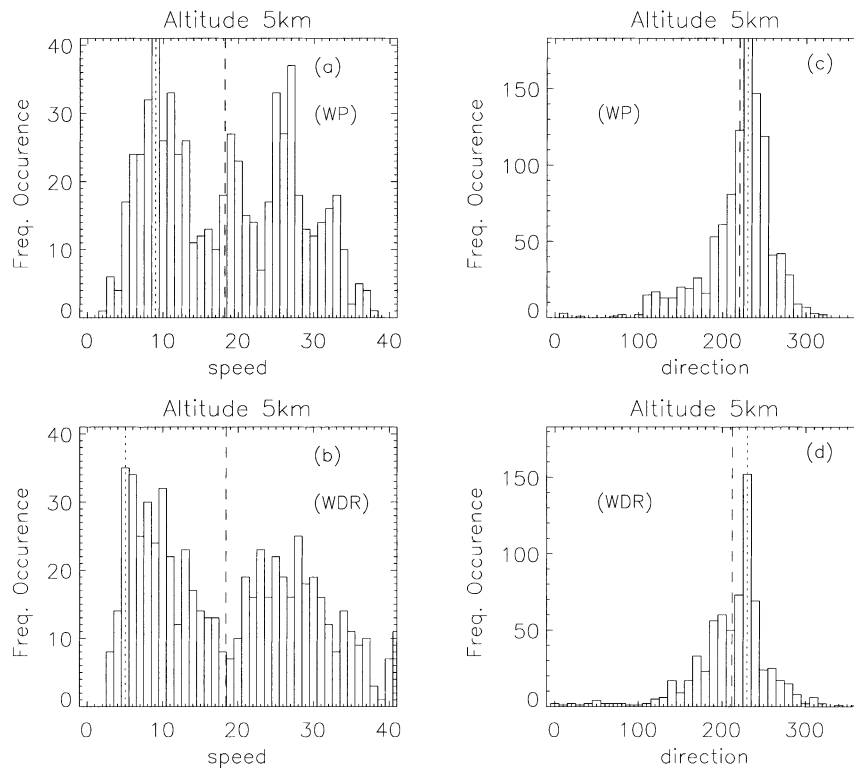 Altitude 5km
40
30
20
10
0
Freq. Occurence
(a)
(WP)
0 10 20 30 40
speed
Altitude 5km
150
100
50
0
Freq. Occurence
(c)
(WP)
0 100 200 300
direction
Altitude 5km
40
30
20
10
0
Freq. Occurence
(b)
(WDR)
0 10 20 30 40
speed
Altitude 5km
150
100
50
0
Freq. Occurence
(d)
(WDR)
0 100 200 300
direction